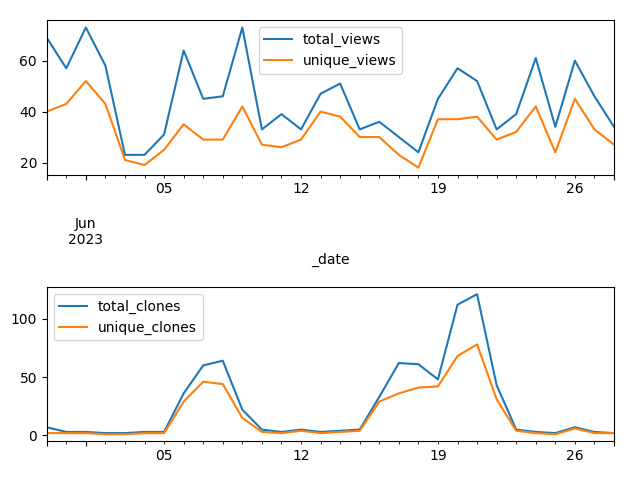 total_views
unique_views
60
40
20
05
12
19
26
Jun
2023
_date
total_clones
unique_clones
100
50
0
05
12
19
26